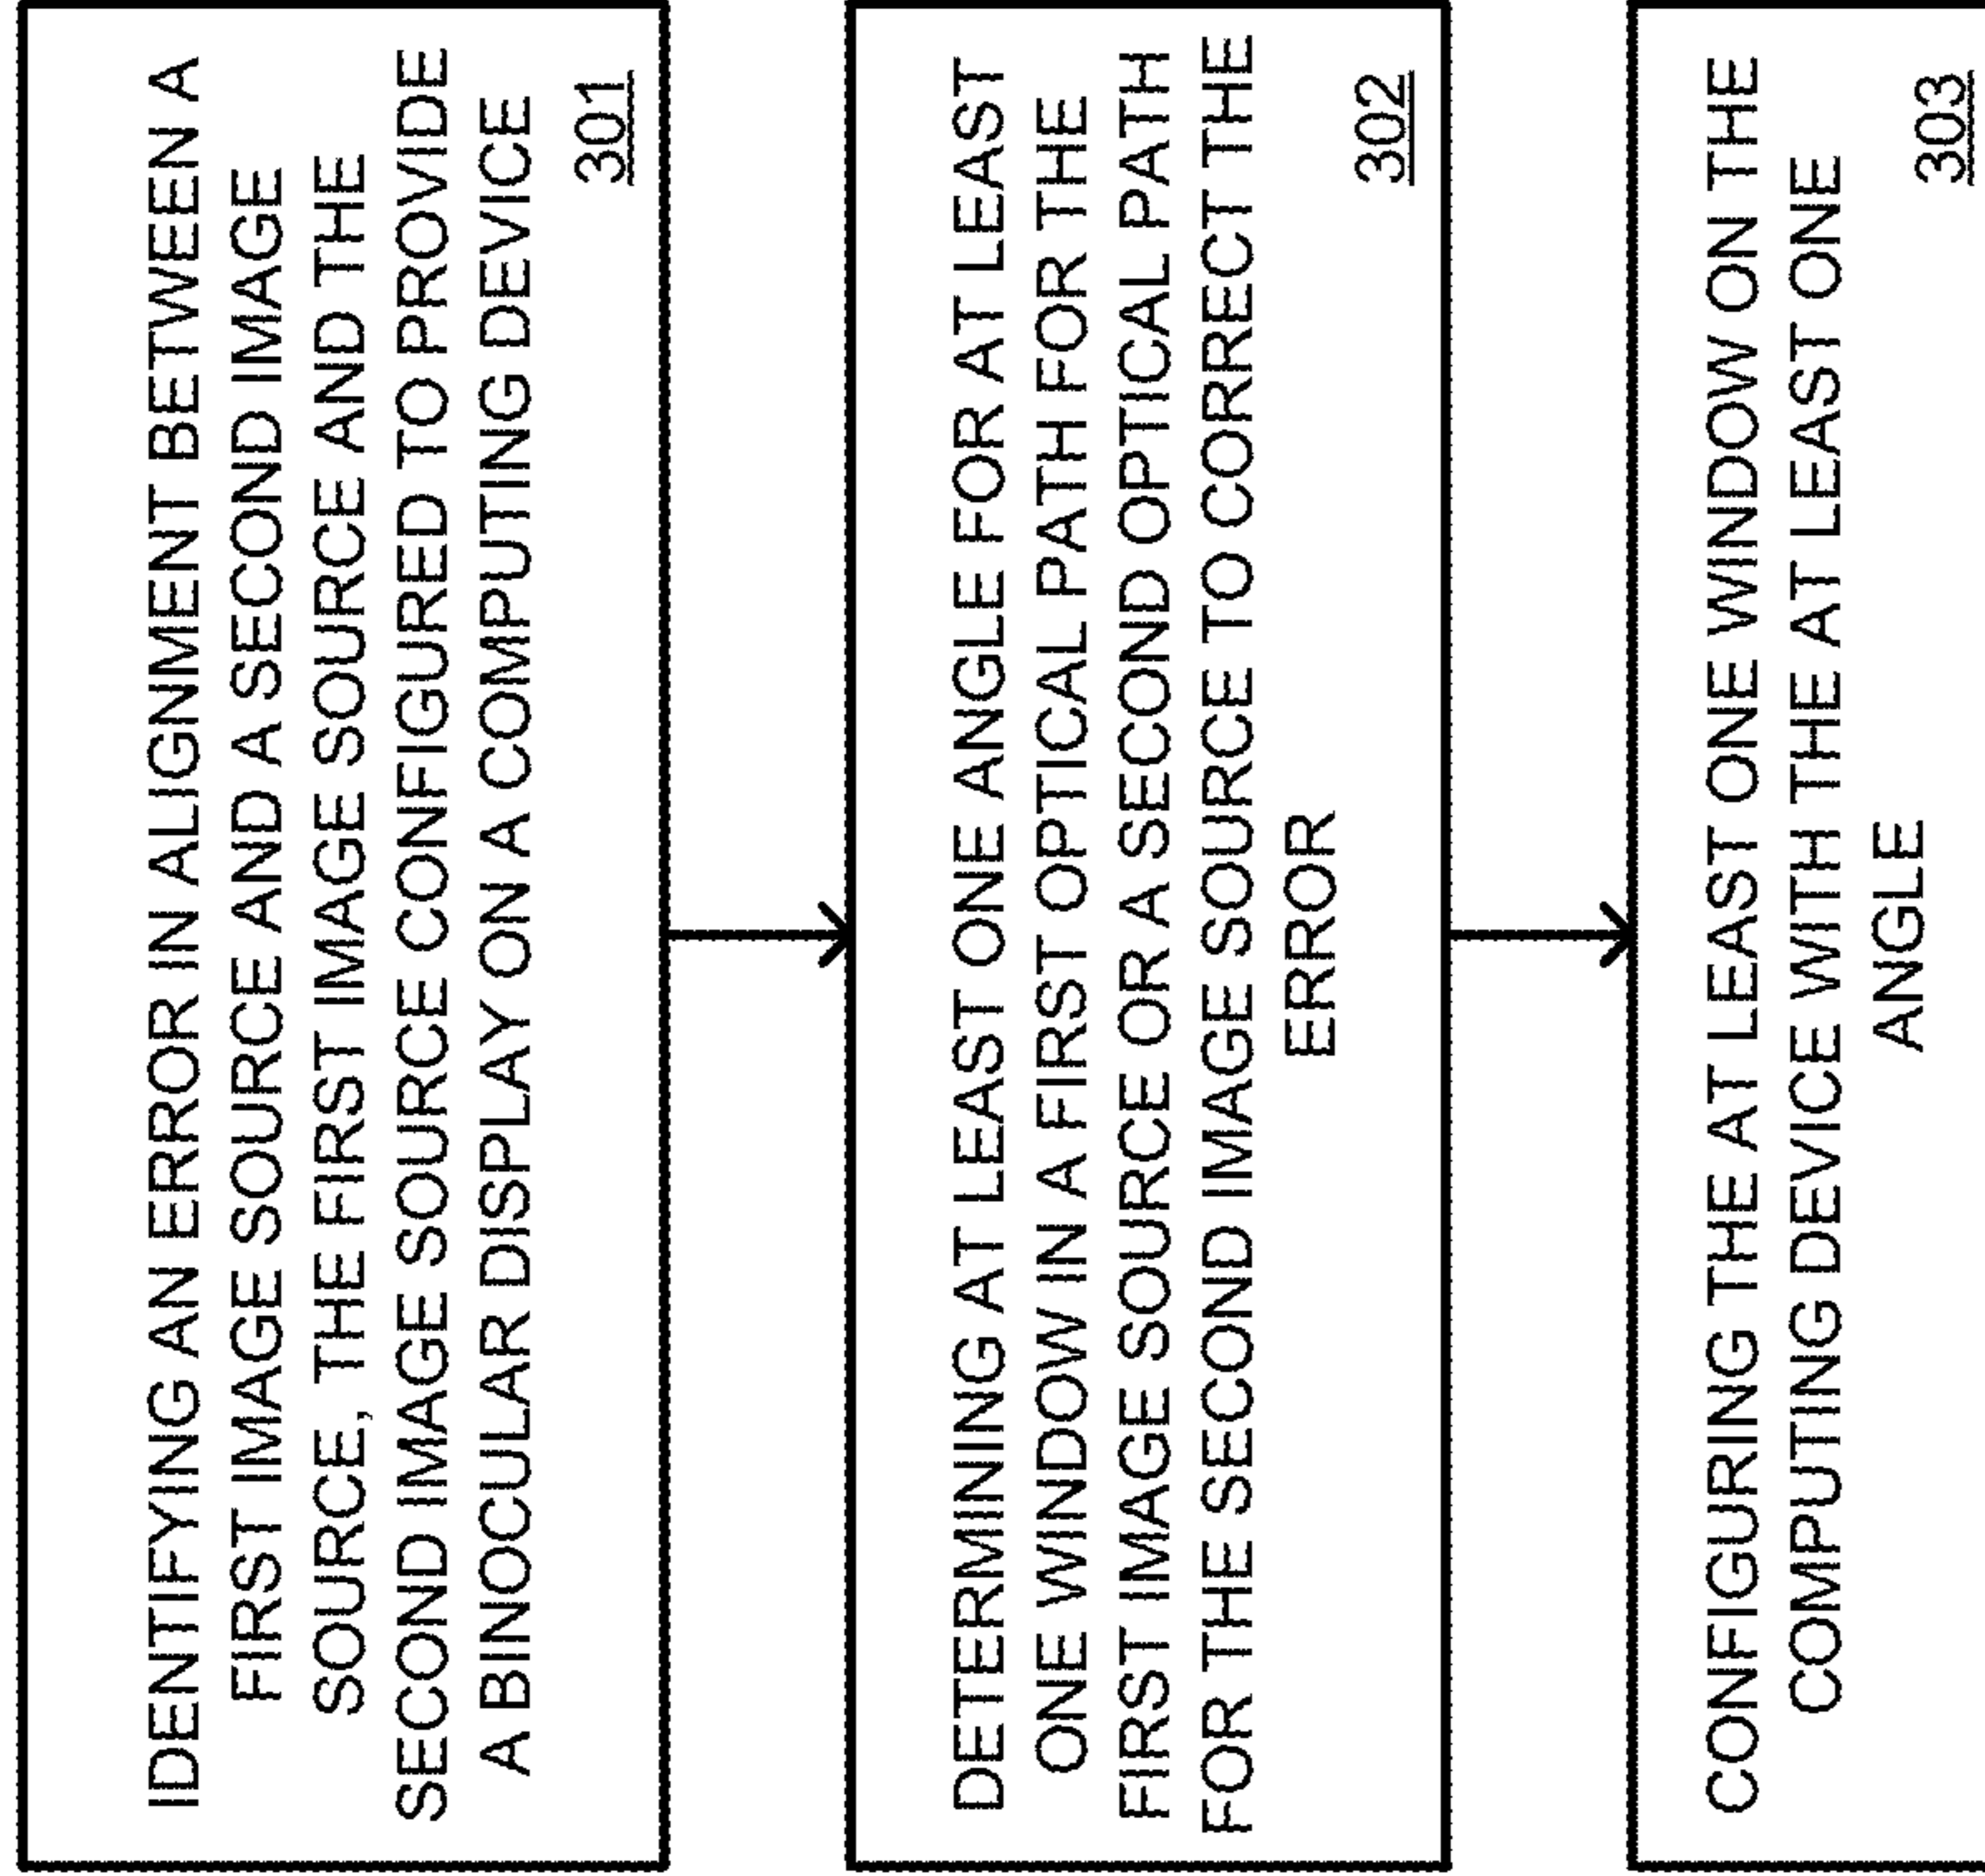 IDENTIFYING AN ERROR IN ALIGNMENT BETWEEN A
FIRST IMAGE SOURCE AND A SECOND IMAGE
SOURCE, THE FIRST IMAGE SOURCE AND THE
SECOND IMAGE SOURCE CONFIGURED TO PROVIDE
A BINOCULAR DISPLAY ON A COMPUTING DEVICE
301
DETERMINING AT LEAST ONE ANGLE FOR AT LEAST
ONE WINDOW IN A FIRST OPTICAL PATH FOR THE
FIRST IMAGE SOURCE OR A SECOND OPTICAL PATH
FOR THE SECOND IMAGE SOURCE TO CORRECT THE
ERROR
302
CONFIGURING THE AT LEAST ONE WINDOW ON THE
COMPUTING DEVICE WITH THE AT LEAST ONE
ANGLE
303